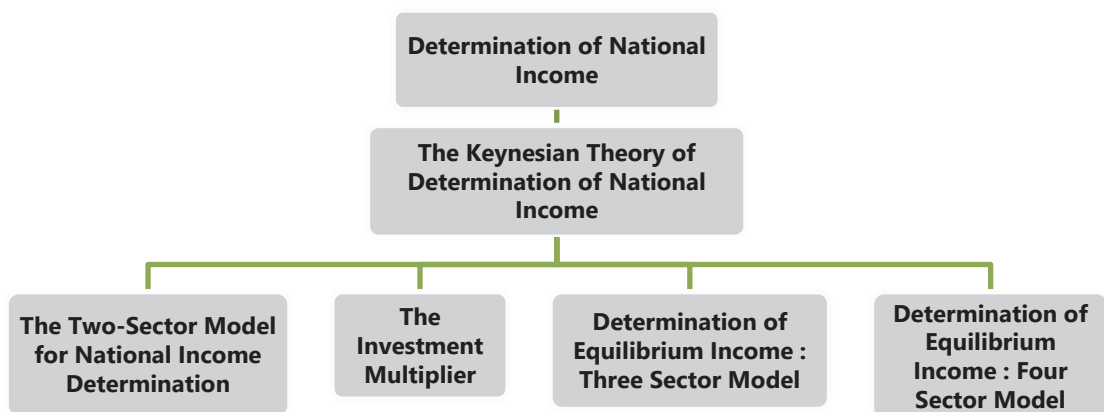 Determination of National
Income
The Keynesian Theory of
Determination of National
Income
The Two-Sector Model
for National Income
Determination
The
Investment
Multiplier
Determination of
Equilibrium Income :
Three Sector Model
Determination of
Equilibrium
Income : Four
Sector Model